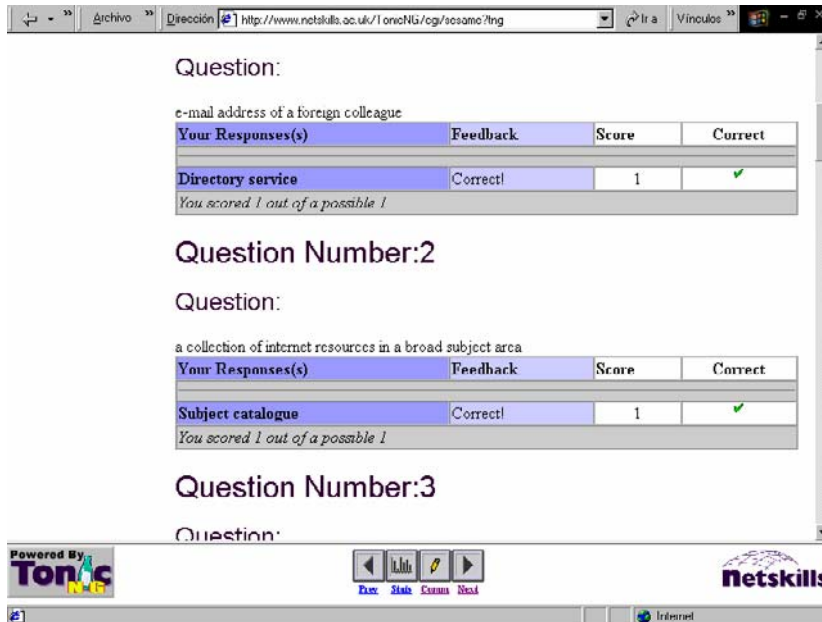 » Archivo » Dirección http://www.netskills.ac.uk/TonicNG/cgi/sesame?tng Ir a Vínculos »
Question:
e-mail address of a foreign colleague
Your Responses(s) Feedback Score Correct
Directory service Correct! 1 ✔
You scored 1 out of a possible 1
Question Number:2
Question:
a collection of internet resources in a broad subject area
Your Responses(s) Feedback Score Correct
Subject catalogue Correct! 1 ✔
You scored 1 out of a possible 1
Question Number:3
Question:
Powered By
Tonic
NG
Prev Stats Comm Next
netskills
Internet